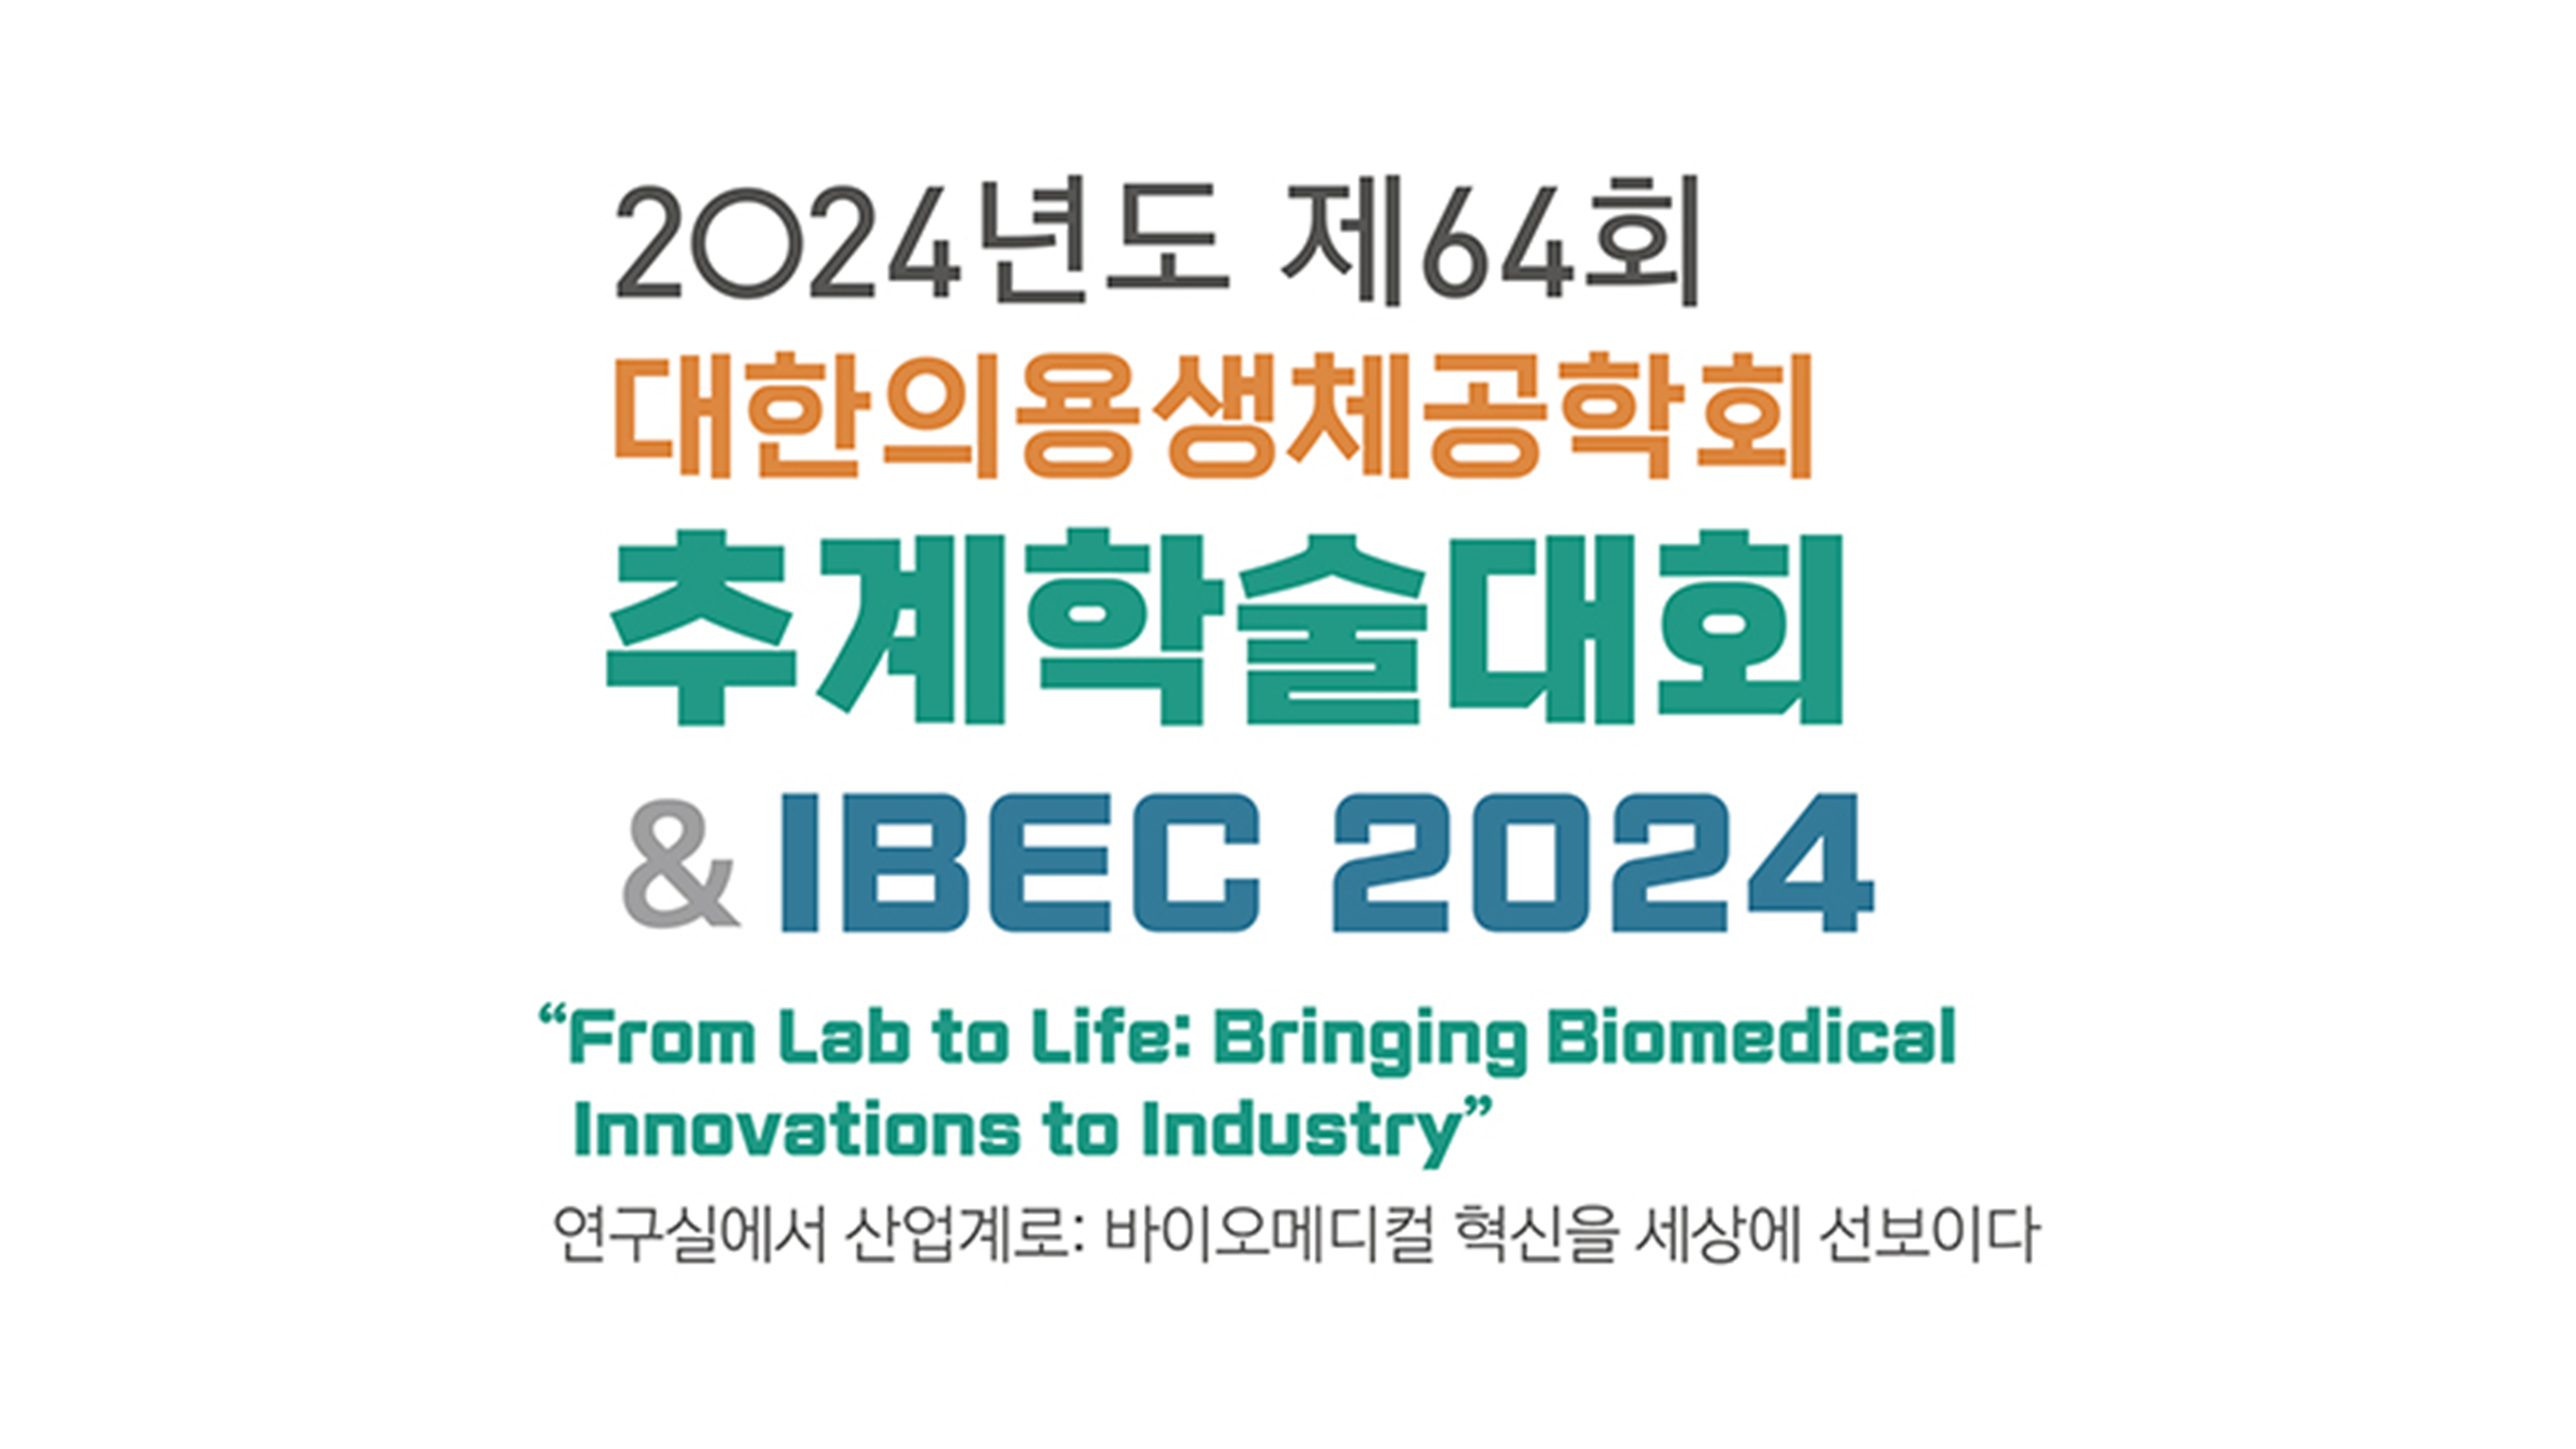 2024년도 제64회
대한의용생체공학회
추계학술대회
& IBEC 2024
“From Lab to Life: Bringing Biomedical
Innovations to Industry”
연구실에서 산업계로: 바이오메디컬 혁신을 세상에 선보이다